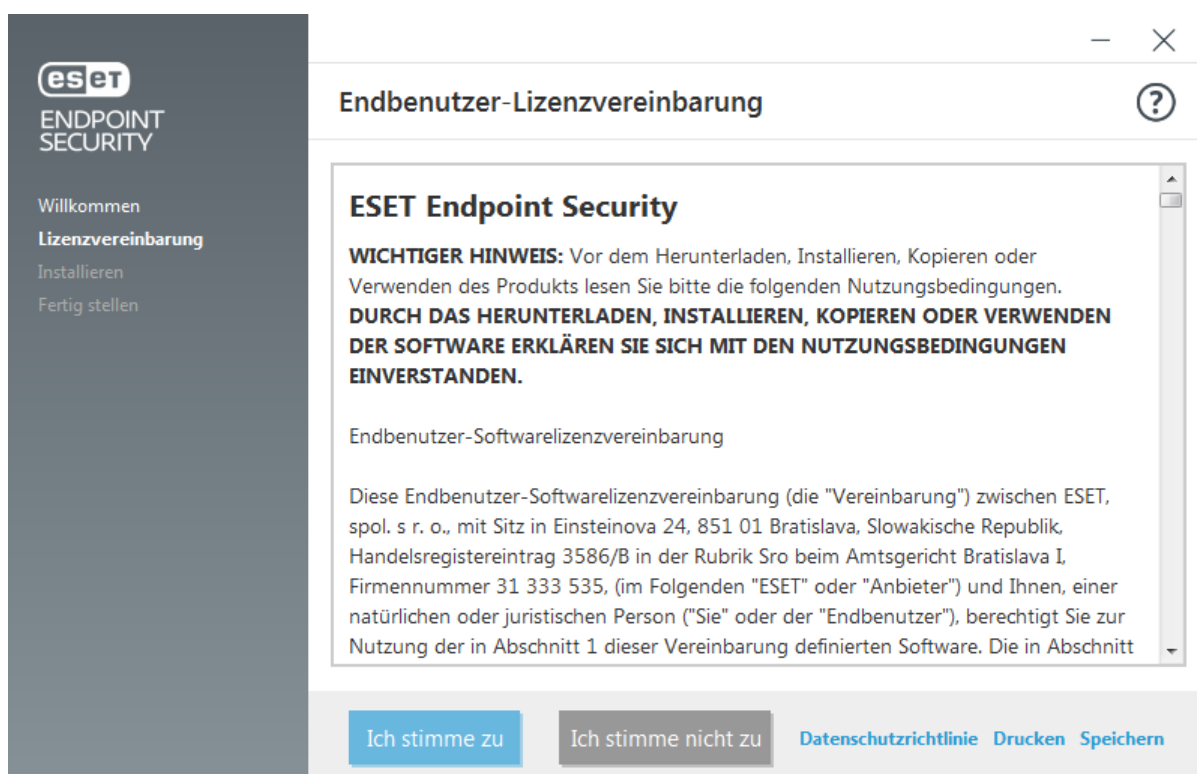 eset
ENDPOINT
SECURITY
Willkommen
Lizenzvereinbarung
Installieren
Fertig stellen
Endbenutzer-Lizenzvereinbarung
?
ESET Endpoint Security
WICHTIGER HINWEIS: Vor dem Herunterladen, Installieren, Kopieren oder
Verwenden des Produkts lesen Sie bitte die folgenden Nutzungsbedingungen.
DURCH DAS HERUNTERLADEN, INSTALLIEREN, KOPIEREN ODER VERWENDEN
DER SOFTWARE ERKLÄREN SIE SICH MIT DEN NUTZUNGSBEDINGUNGEN
EINVERSTANDEN.
Endbenutzer-Softwarelizenzvereinbarung
Diese Endbenutzer-Softwarelizenzvereinbarung (die "Vereinbarung") zwischen ESET,
spol. s r. o., mit Sitz in Einsteinova 24, 851 01 Bratislava, Slowakische Republik,
Handelsregistereintrag 3586/B in der Rubrik Sro beim Amtsgericht Bratislava I,
Firmennummer 31 333 535, (im Folgenden "ESET" oder "Anbieter") und Ihnen, einer
natürlichen oder juristischen Person ("Sie" oder der "Endbenutzer"), berechtigt Sie zur
Nutzung der in Abschnitt 1 dieser Vereinbarung definierten Software. Die in Abschnitt
Ich stimme zu
Ich stimme nicht zu
Datenschutzrichtlinie Drucken Speichern